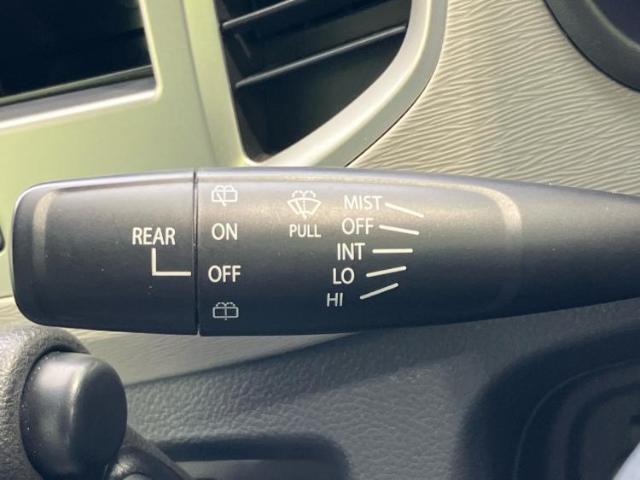 REAR
ON
OFF
PULL
MIST
OFF
INT
LO
HI